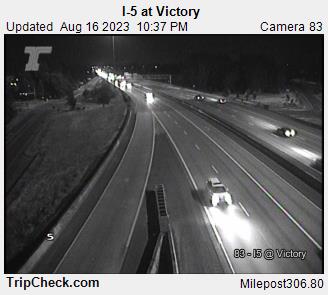 I-5 at Victory
Updated Aug 16 2023 10:37 PM Camera 83
T
S
83 - I5 @ Victory
TripCheck.com Milepost306.80